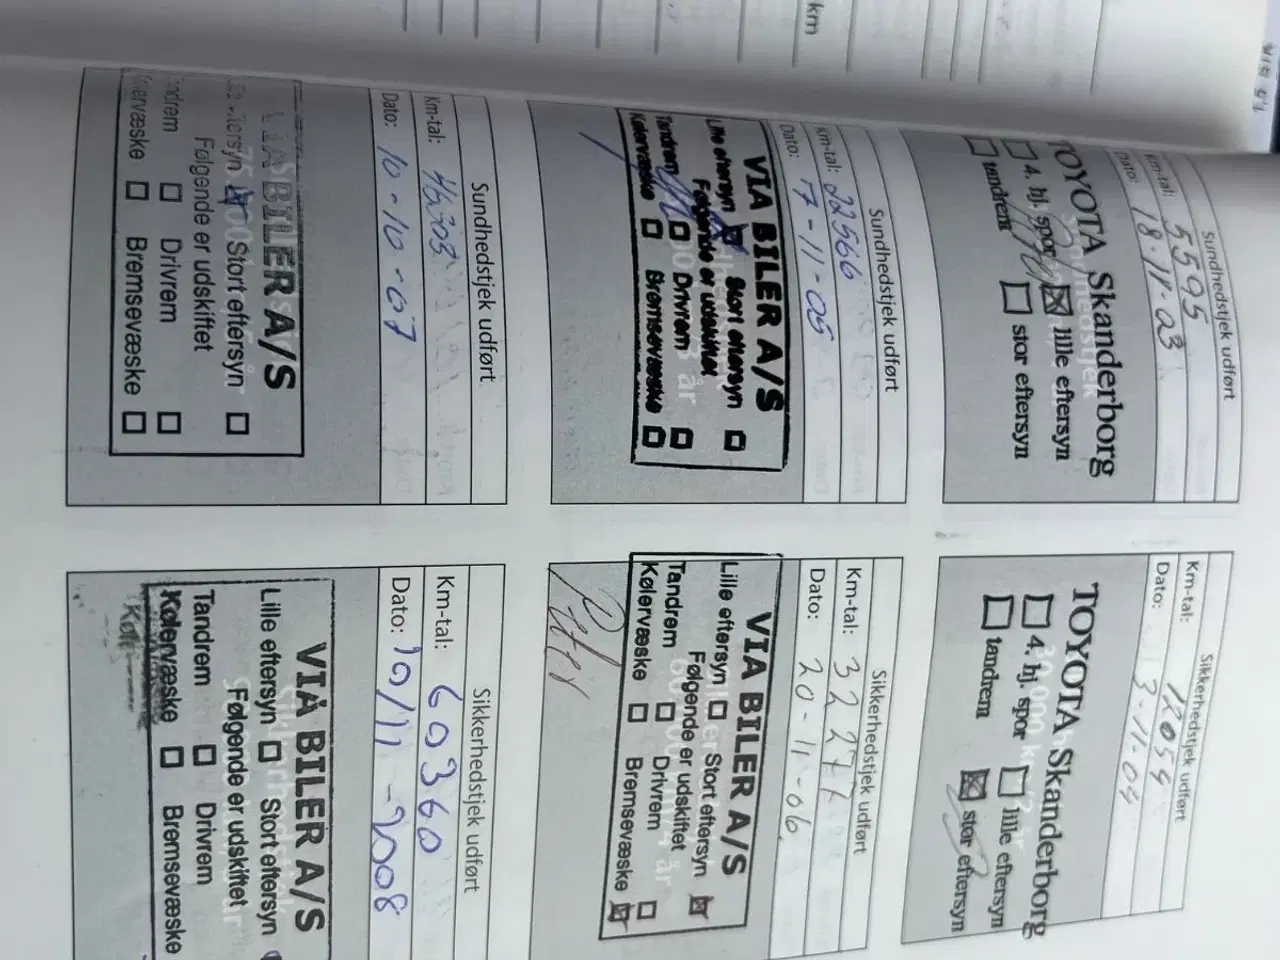 km
Sundhedstjek udført
Km-tal: 5595
Dato: 18-11-03
TOYOTA Skanderborg
4. hj. spor lille eftersyn
tandrem stor eftersyn
Sikkerhedstjek udført
Km-tal: 12054
Dato: 3-11-04
TOYOTA Skanderborg
4. hj. spor lille eftersyn
tandrem stor eftersyn
Sundhedstjek udført
Km-tal: 22566
Dato: 17-11-05
VIA BILER A/S
Lille eftersyn Stort eftersyn
Følgende er udskiftet
Tandrem Drivrem
Kølervæske Bremsevæske
Sikkerhedstjek udført
Km-tal: 32277
Dato: 20-11-06
VIA BILER A/S
Lille eftersyn Stort eftersyn
Følgende er udskiftet
Tandrem Drivrem
Kølervæske Bremsevæske
Sundhedstjek udført
Km-tal: 46303
Dato: 10-10-07
VIA BILER A/S
Lille eftersyn Stort eftersyn
Følgende er udskiftet
Tandrem Drivrem
Kølervæske Bremsevæske
Sikkerhedstjek udført
Km-tal: 60360
Dato: 10/11-2008
VIA BILER A/S
Lille eftersyn Stort eftersyn
Følgende er udskiftet
Tandrem Drivrem
Kølervæske Bremsevæske